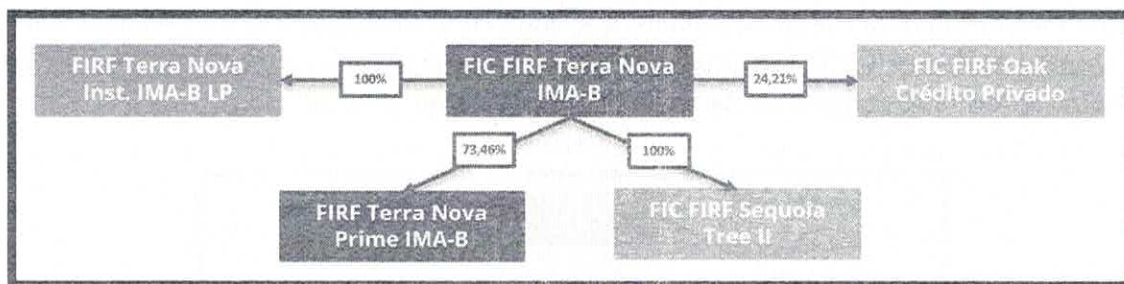 FIRF Terra Nova
Inst. IMA-B LP
100%
FIC FIRF Terra Nova
IMA-B
24,21%
FIC FIRF Oak
Crédito Privado
73,46%
100%
FIRF Terra Nova
Prime IMA-B
FIC FIRF Sequoia
Tree II